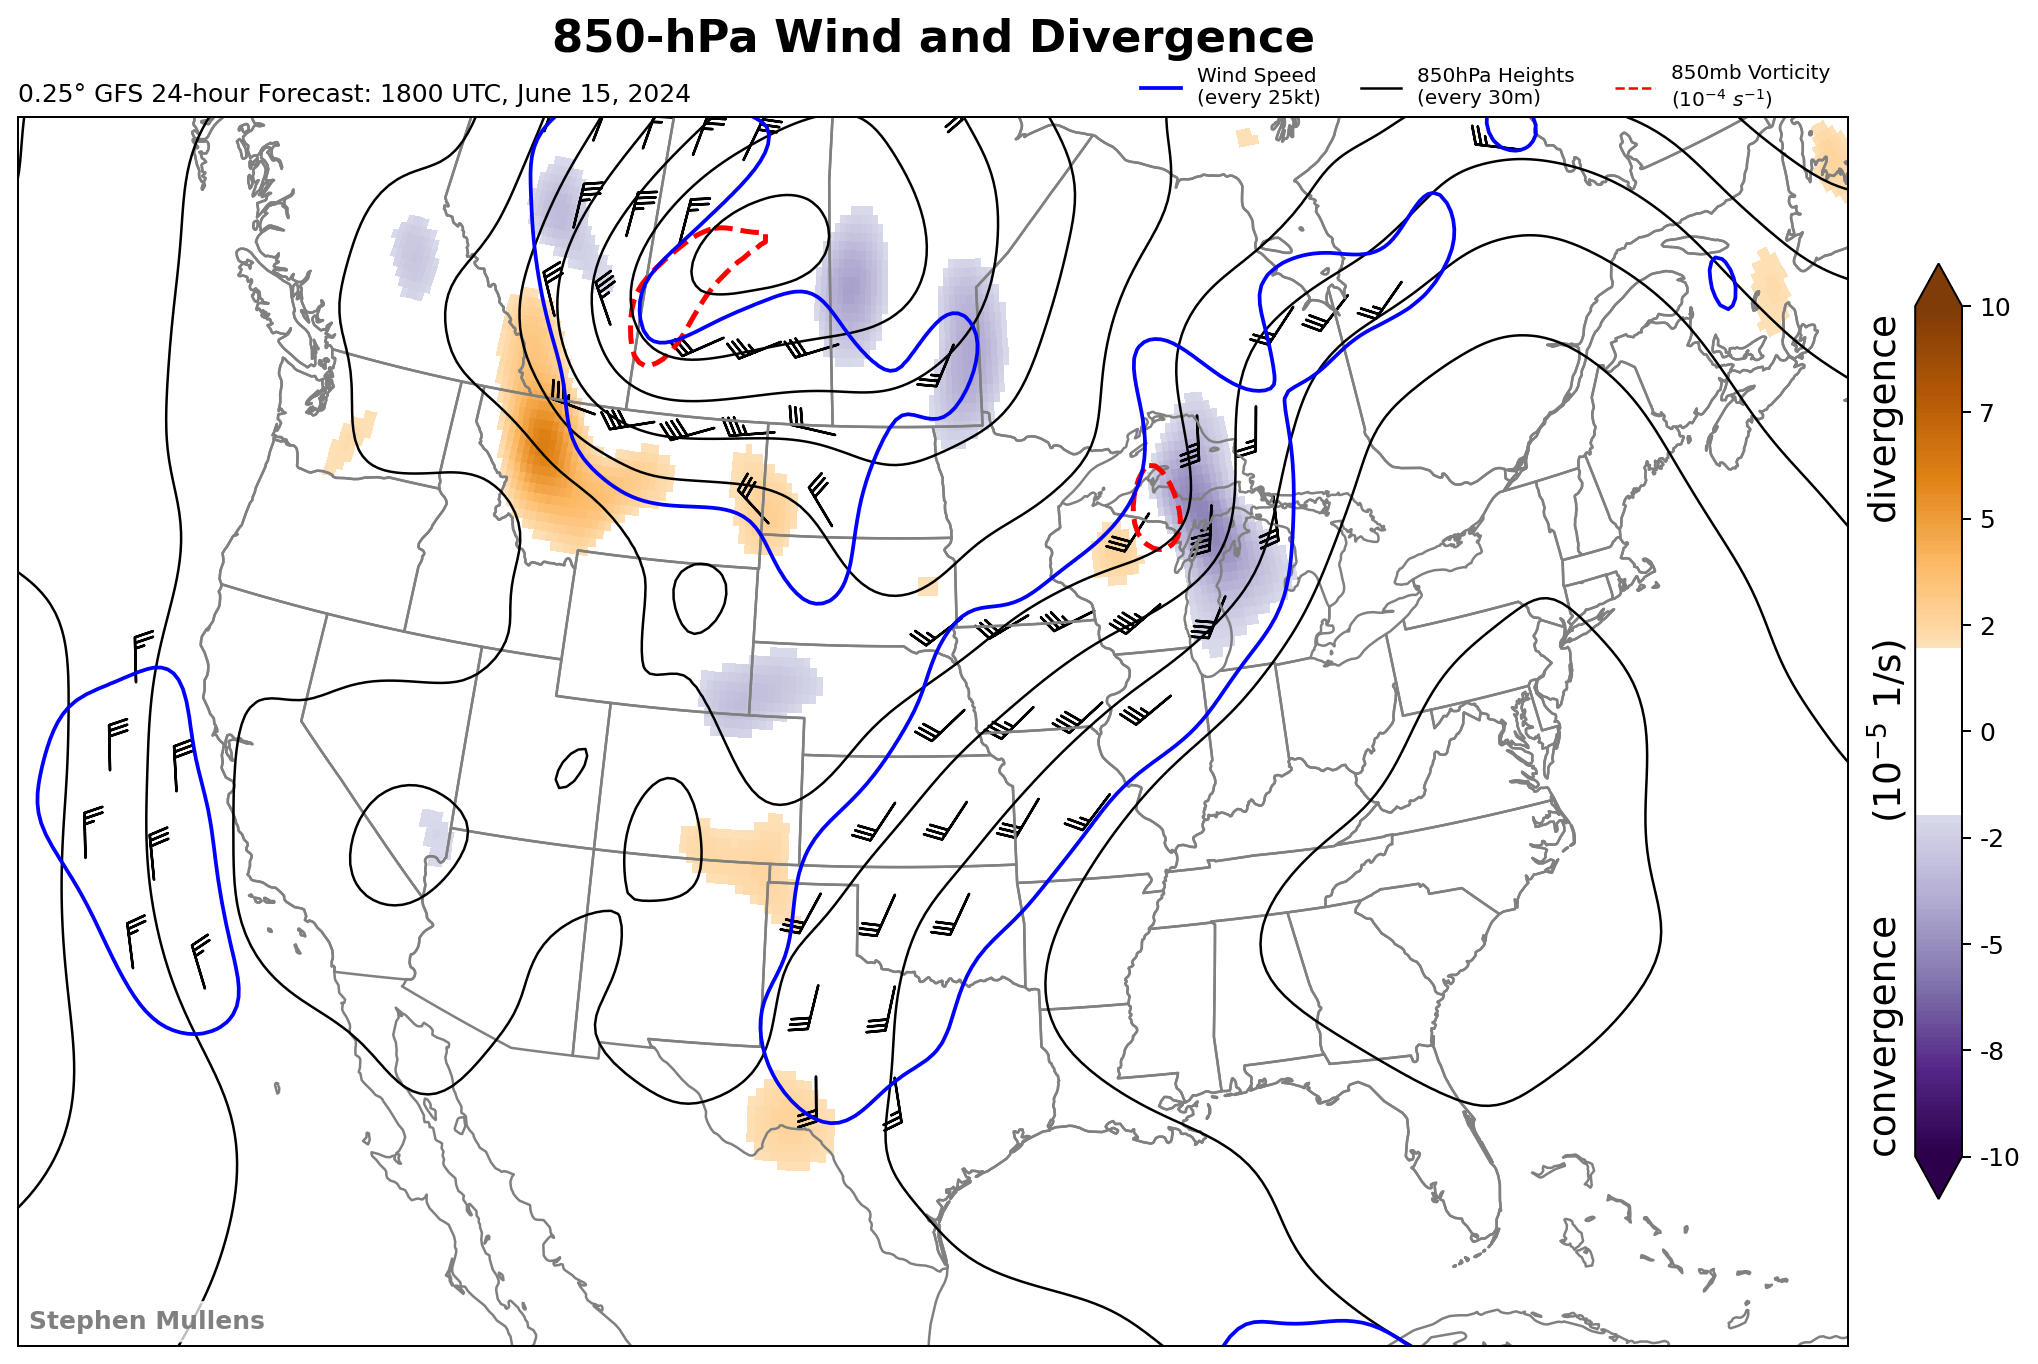 850-hPa Wind and Divergence
0.25° GFS 24-hour Forecast: 1800 UTC, June 15, 2024
Wind Speed
(every 25kt)
850hPa Heights
(every 30m)
850mb Vorticity
(10⁻⁴ s⁻¹)
10
7
5
2
0
-2
-5
-8
-10
convergence (10⁻⁵ 1/s) divergence
Stephen Mullens